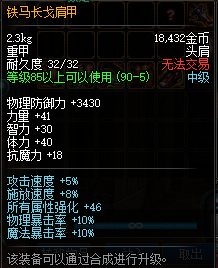 铁马长戈肩甲
2.3kg 18,432金币
重甲 头肩
耐久度 32/32 无法交易
等级85以上可以使用 (90-5) 中级
物理防御力 +3430
力量 +41
智力 +30
体力 +40
抗魔力 +18
攻击速度 +5%
施放速度 +8%
所有属性强化 +46
物理暴击率 +10%
魔法暴击率 +10%
该装备可以通过合成进行升级。